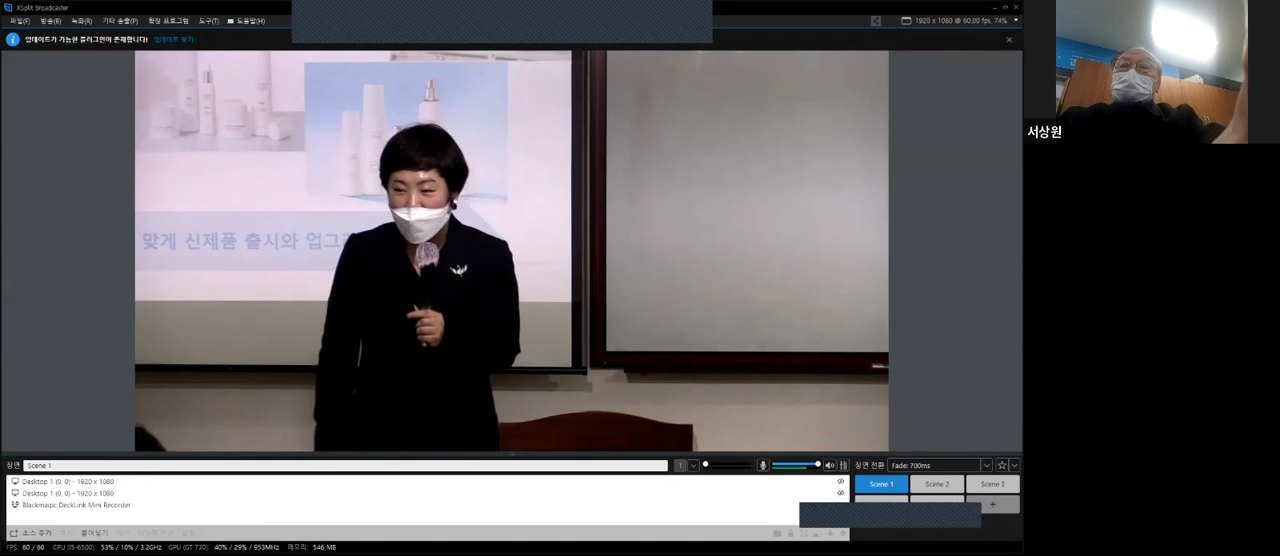 XSplit Broadcaster
파일(F) 방송(B) 녹화(R) 기타 송출(P) 확장 프로그램 도구(T) 도움말(H)
1920 x 1080 @ 60.00 fps, 74%
업데이트가 가능한 플러그인이 존재합니다! 업데이트 보기
서상원
맞게 신제품 출시와 업그
장면 Scene 1
1
장면 전환 Fade: 700ms
Desktop 1 (0, 0) - 1920 x 1080
Desktop 1 (0, 0) - 1920 x 1080
Blackmagic DeckLink Mini Recorder
Scene 1 Scene 2 Scene 3
소스 추가 붙여넣기
FPS: 60 / 60 CPU (i5-6500): 53% / 10% / 3.2GHz GPU (GT 730): 40% / 29% / 953MHz 메모리: 546 MB